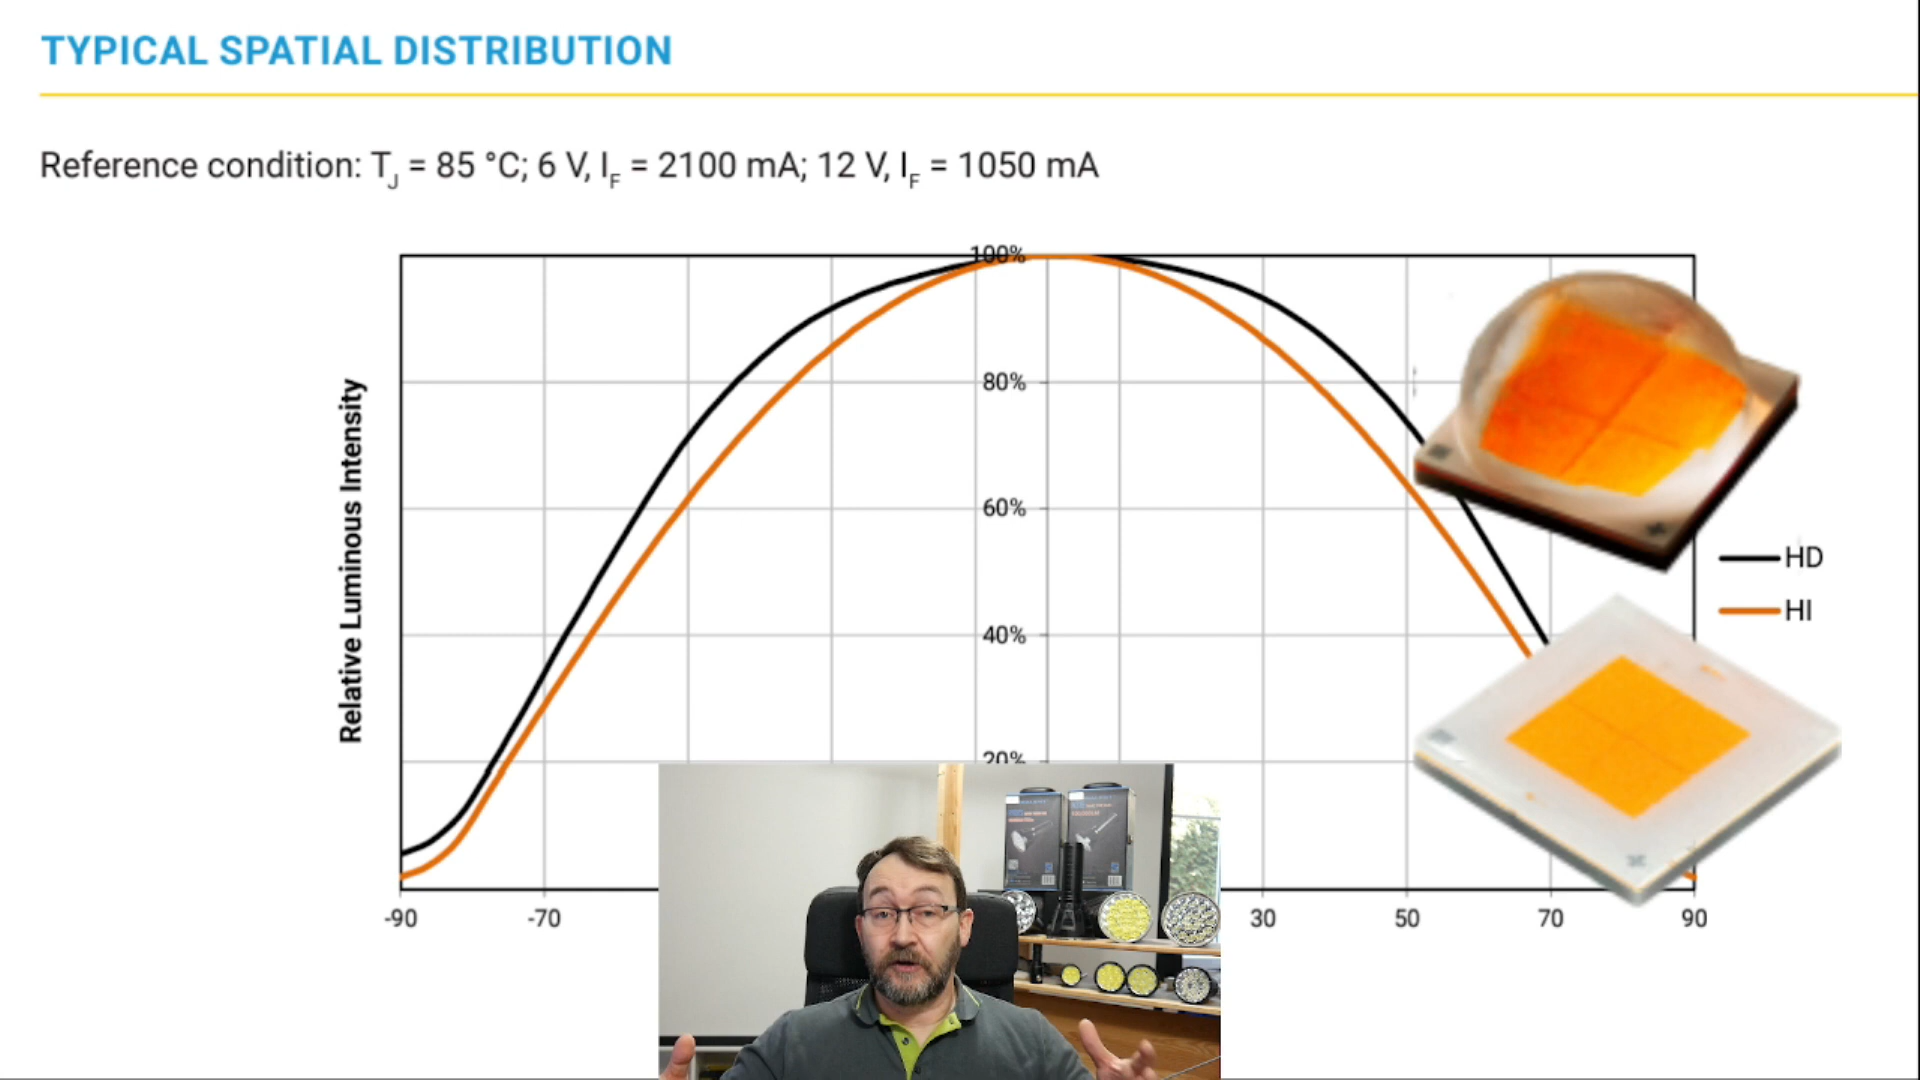 TYPICAL SPATIAL DISTRIBUTION
Reference condition: TJ = 85 °C; 6 V, IF = 2100 mA; 12 V, IF = 1050 mA
Relative Luminous Intensity
100%
80%
60%
40%
20%
-90 -70 30 50 70 90
HD
HI